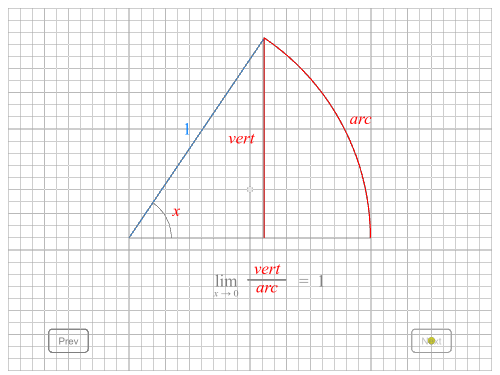 1
vert
arc
x
lim x → 0 vert / arc = 1
Prev
Next